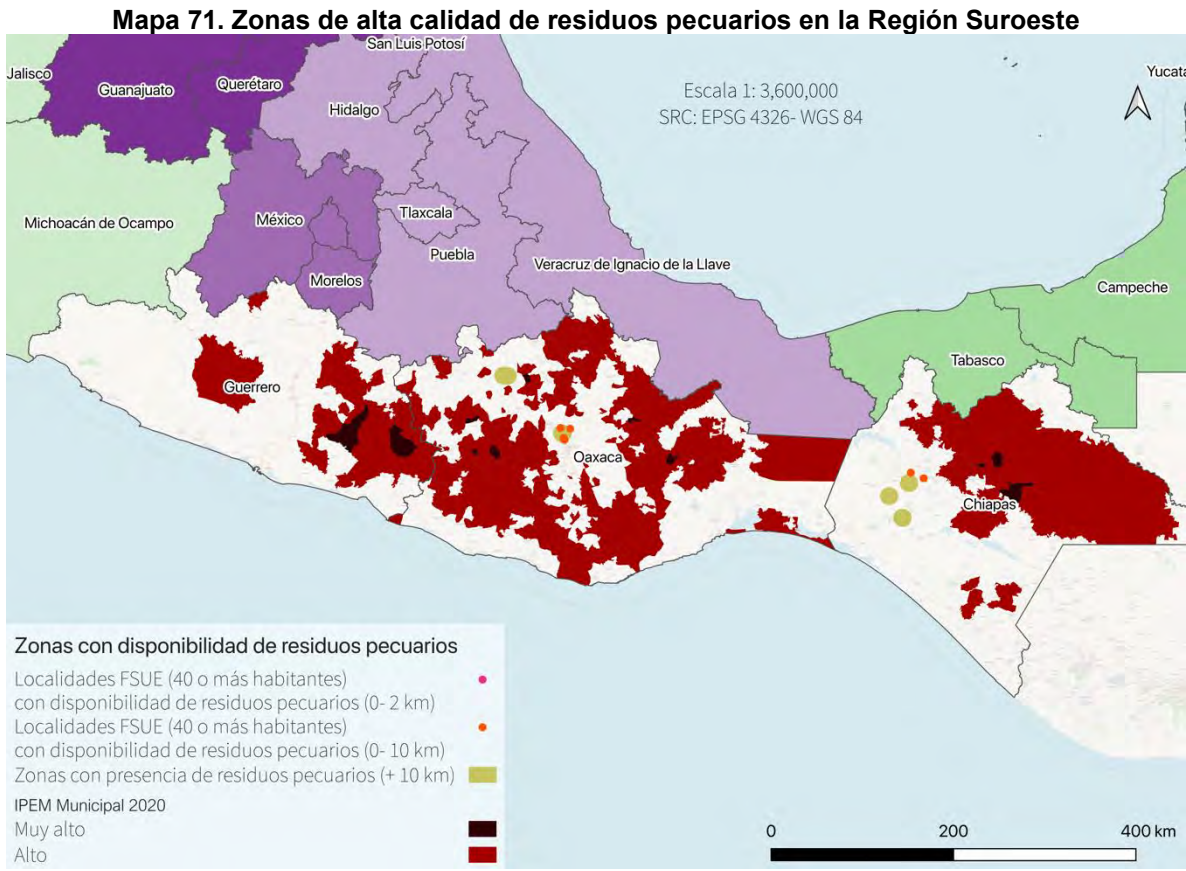 Mapa 71. Zonas de alta calidad de residuos pecuarios en la Región Suroeste
San Luis Potosí
Jalisco
Guanajuato
Querétaro
Hidalgo
Escala 1: 3,600,000
SRC: EPSG 4326- WGS 84
Yucata
Michoacán de Ocampo
México
Tlaxcala
Puebla
Morelos
Veracruz de Ignacio de la Llave
Campeche
Tabasco
Guerrero
Oaxaca
Chiapas
Zonas con disponibilidad de residuos pecuarios
Localidades FSUE (40 o más habitantes)
con disponibilidad de residuos pecuarios (0- 2 km)
Localidades FSUE (40 o más habitantes)
con disponibilidad de residuos pecuarios (0- 10 km)
Zonas con presencia de residuos pecuarios (+ 10 km)
IPEM Municipal 2020
Muy alto
Alto
0 200 400 km